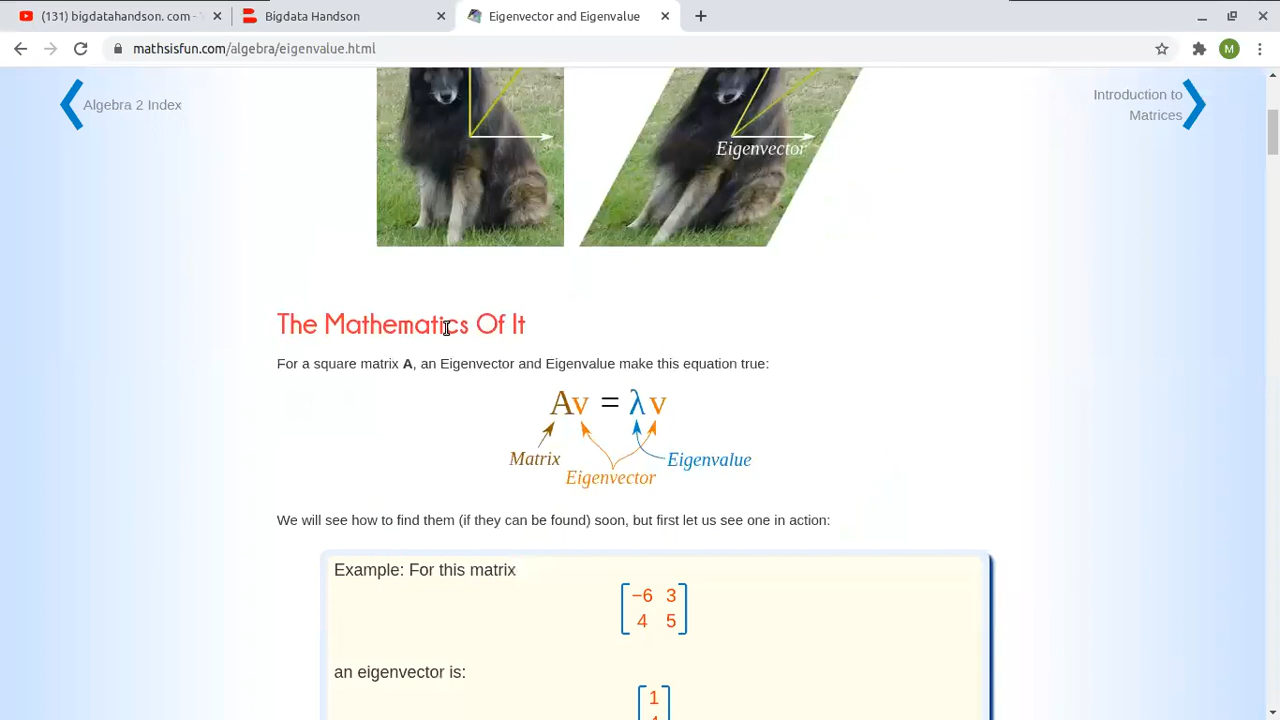 (131) bigdatahandson. com - Y
Bigdata Handson
Eigenvector and Eigenvalue
mathsisfun.com/algebra/eigenvalue.html
M
Algebra 2 Index
Introduction to
Matrices
Eigenvector
The Mathematics Of It
For a square matrix A, an Eigenvector and Eigenvalue make this equation true:
Av = λv
Matrix
Eigenvector
Eigenvalue
We will see how to find them (if they can be found) soon, but first let us see one in action:
Example: For this matrix
−6 3
4 5
an eigenvector is:
1